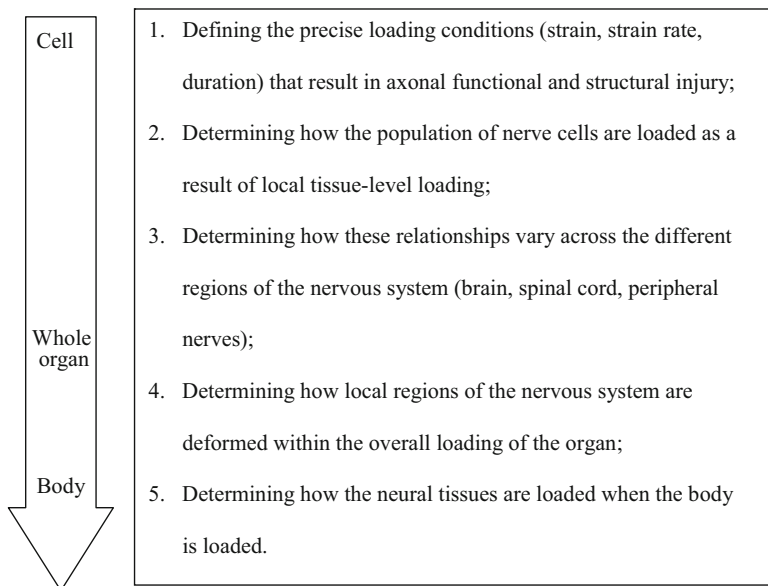 Cell
Whole
organ
Body
1. Defining the precise loading conditions (strain, strain rate,
duration) that result in axonal functional and structural injury;
2. Determining how the population of nerve cells are loaded as a
result of local tissue-level loading;
3. Determining how these relationships vary across the different
regions of the nervous system (brain, spinal cord, peripheral
nerves);
4. Determining how local regions of the nervous system are
deformed within the overall loading of the organ;
5. Determining how the neural tissues are loaded when the body
is loaded.